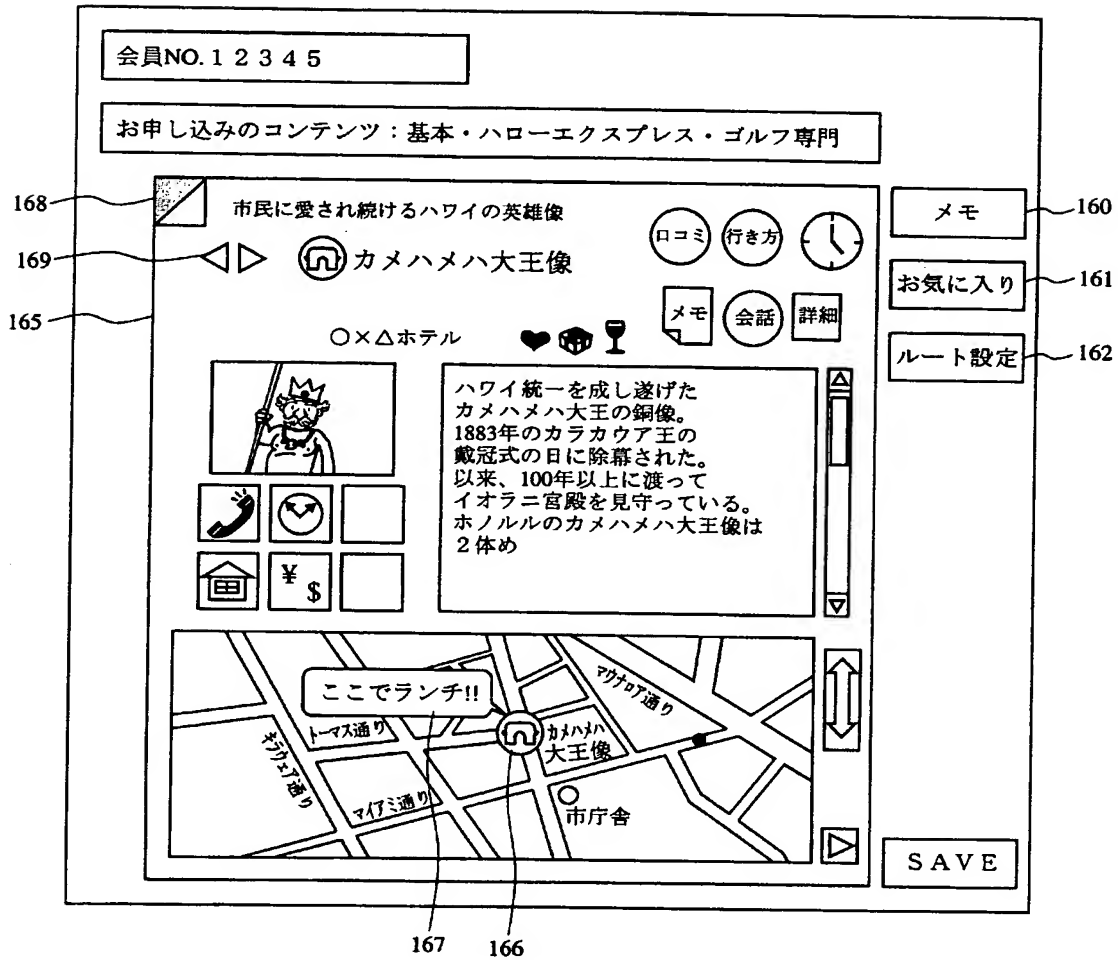 会員NO.１２３４５
お申し込みのコンテンツ：基本・ハローエクスプレス・ゴルフ専門
168
市民に愛され続けるハワイの英雄像
口コミ
行き方
メモ
160
169
カメハメハ大王像
お気に入り
161
165
○×△ホテル
メモ
会話
詳細
ルート設定
162
ハワイ統一を成し遂げた
カメハメハ大王の銅像。
1883年のカラカウア王の
戴冠式の日に除幕された。
以来、100年以上に渡って
イオラニ宮殿を見守っている。
ホノルルのカメハメハ大王像は
２体め
¥
$
ここでランチ!!
マウナロア通り
トーマス通り
カメハメハ
大王像
キラウェア通り
マイアミ通り
市庁舎
SAVE
167
166